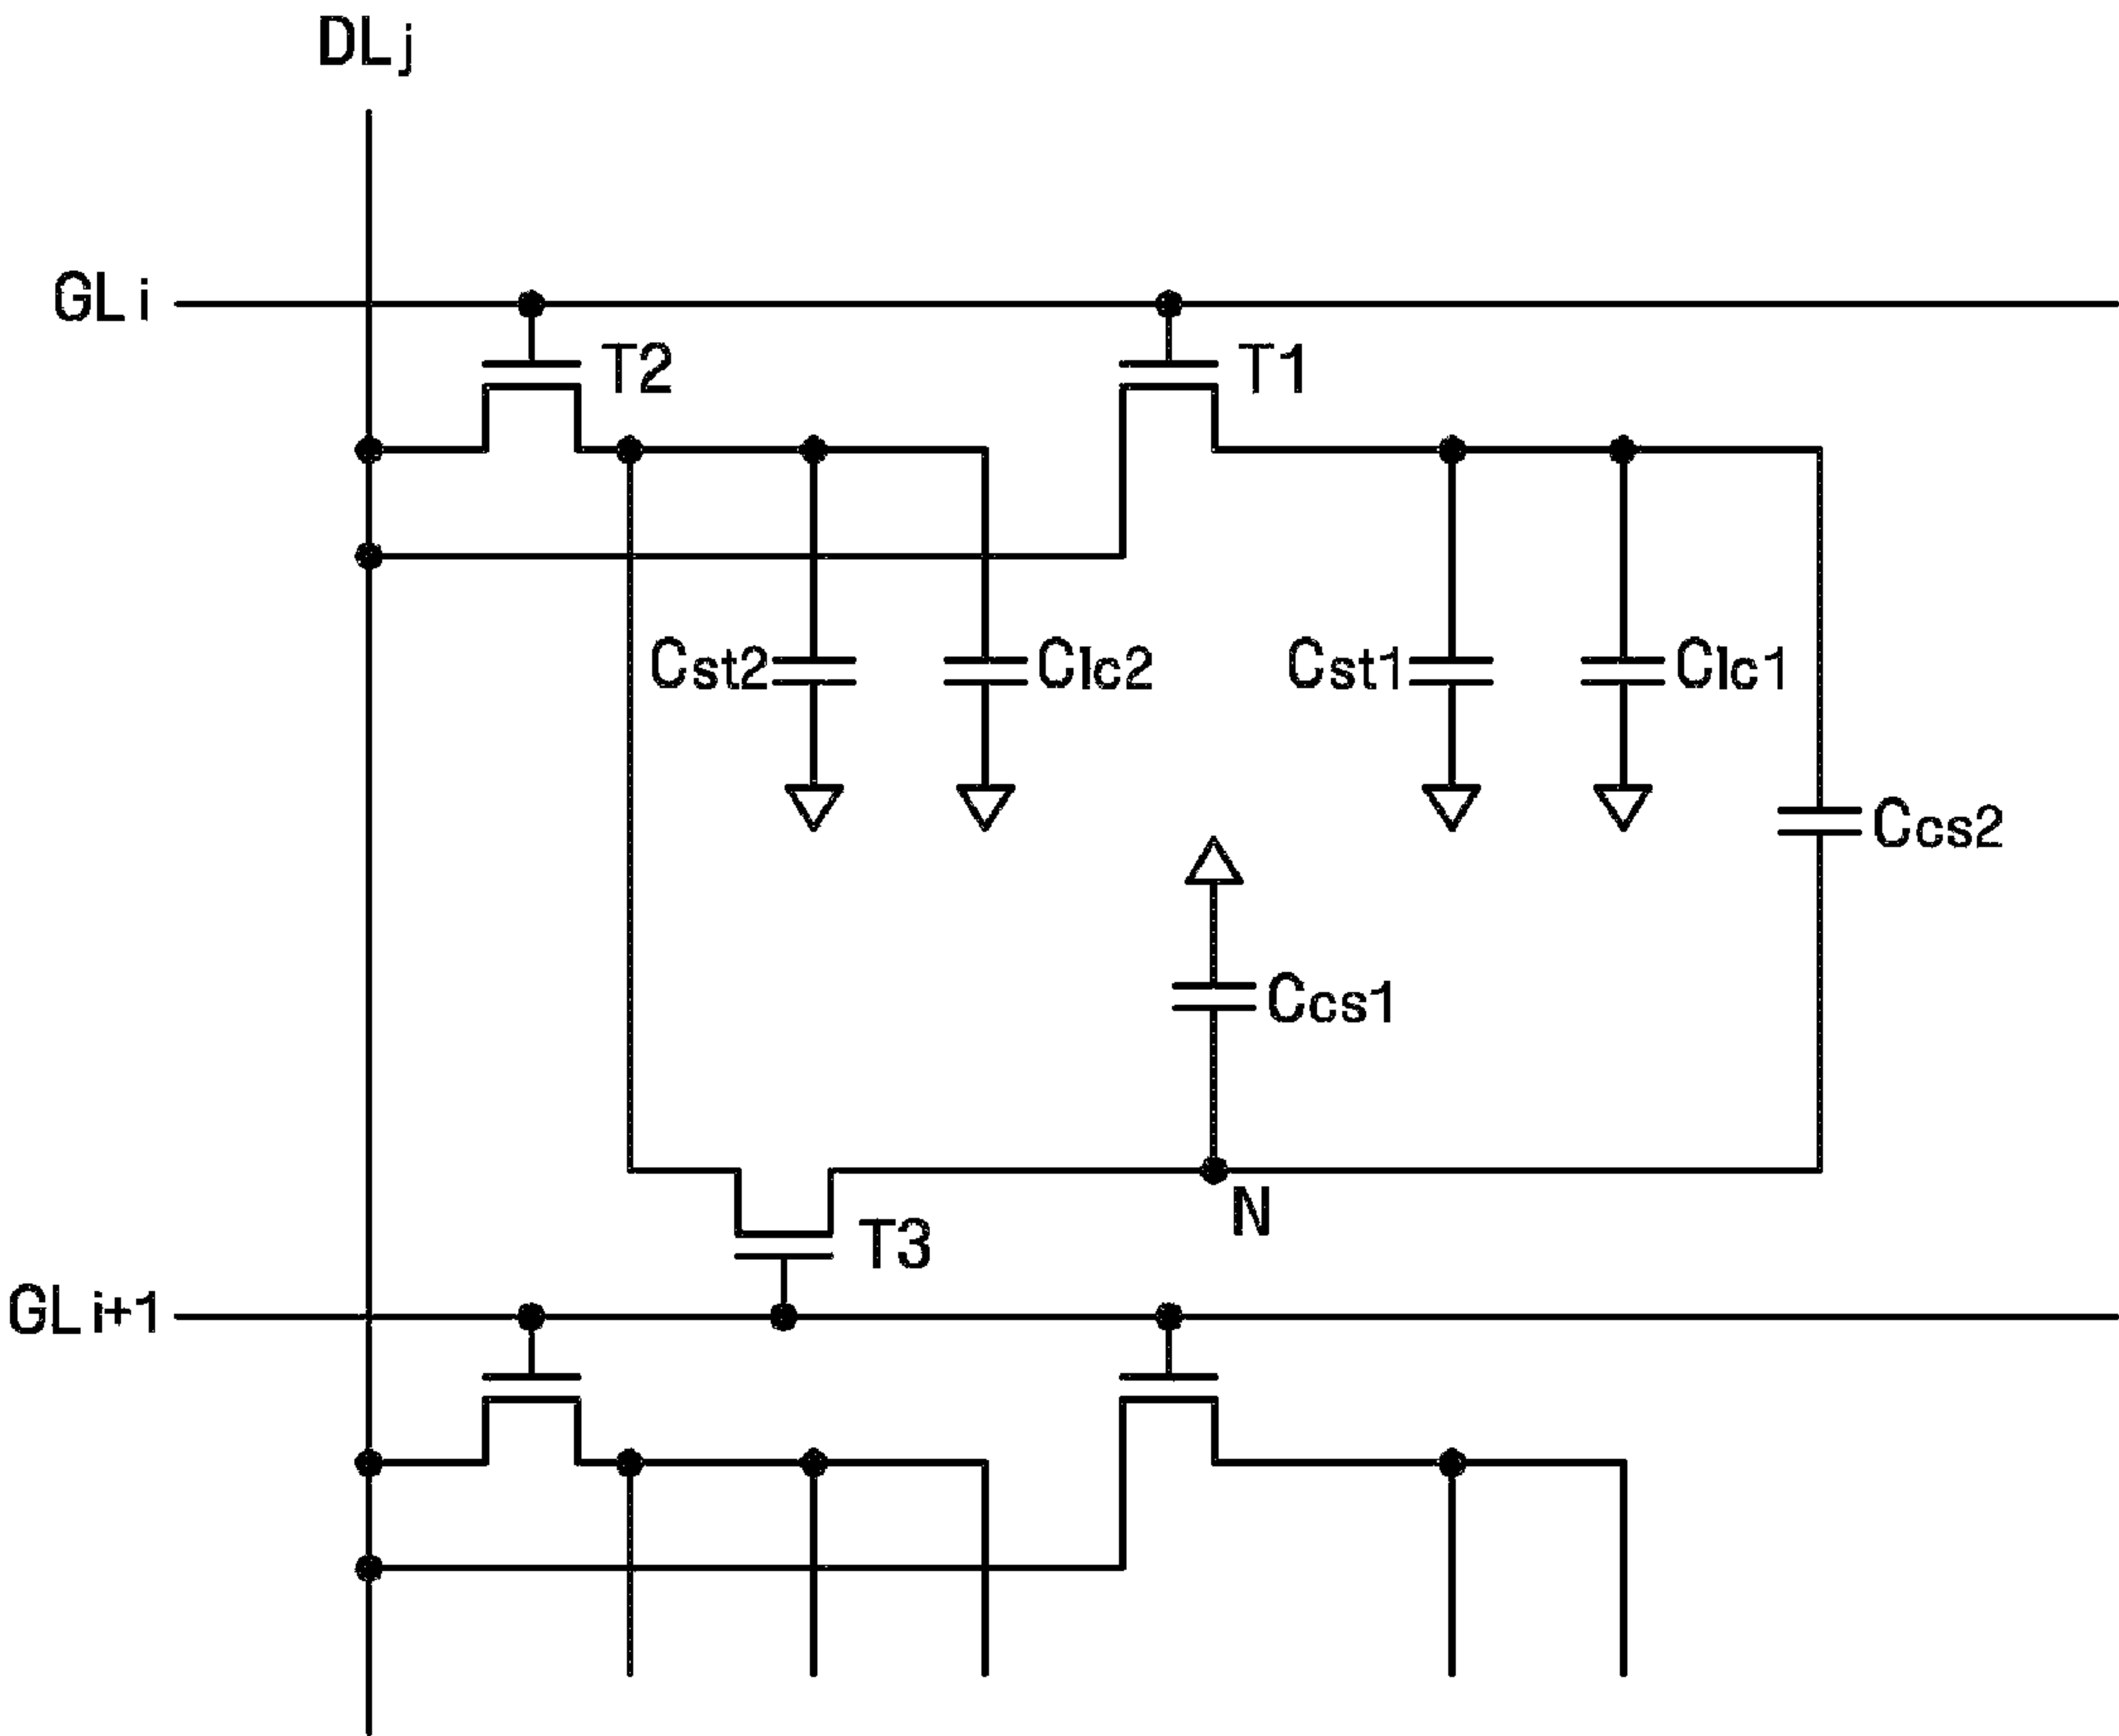 DLj
GLi
T2
T1
Cst2
Clc2
Cst1
Clc1
Ccs2
Ccs1
N
T3
GLi+1